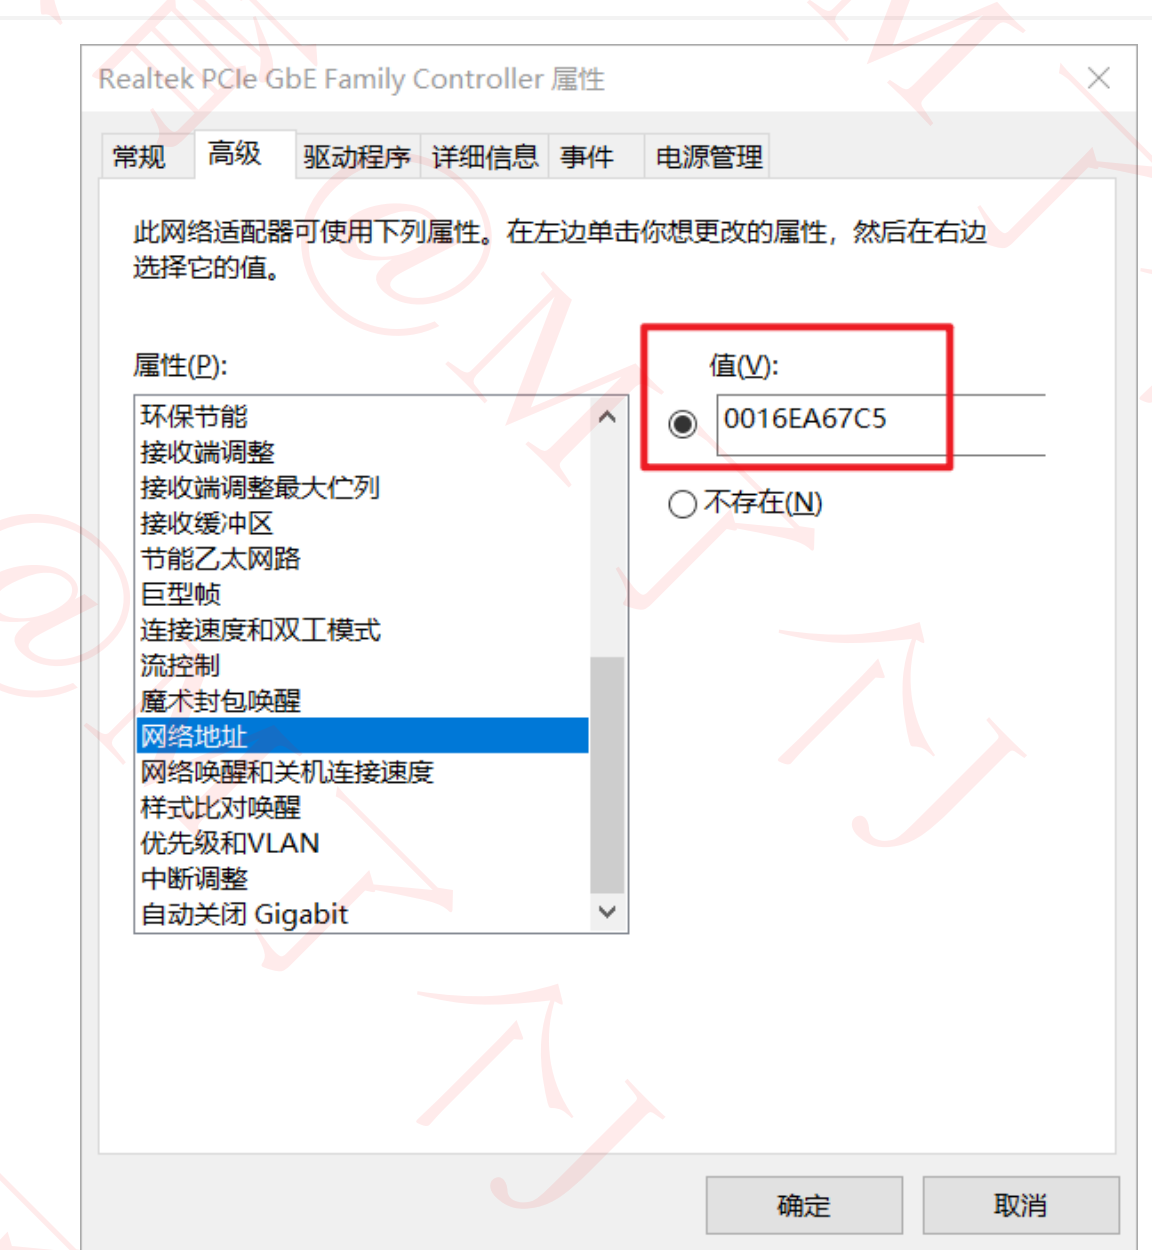 Realtek PCIe GbE Family Controller 属性
常规 高级 驱动程序 详细信息 事件 电源管理
此网络适配器可使用下列属性。在左边单击你想更改的属性，然后在右边
选择它的值。
属性(P):
值(V):
环保节能
接收端调整
接收端调整最大伫列
接收缓冲区
节能乙太网路
巨型帧
连接速度和双工模式
流控制
魔术封包唤醒
网络地址
网络唤醒和关机连接速度
样式比对唤醒
优先级和VLAN
中断调整
自动关闭 Gigabit
0016EA67C5
不存在(N)
确定 取消